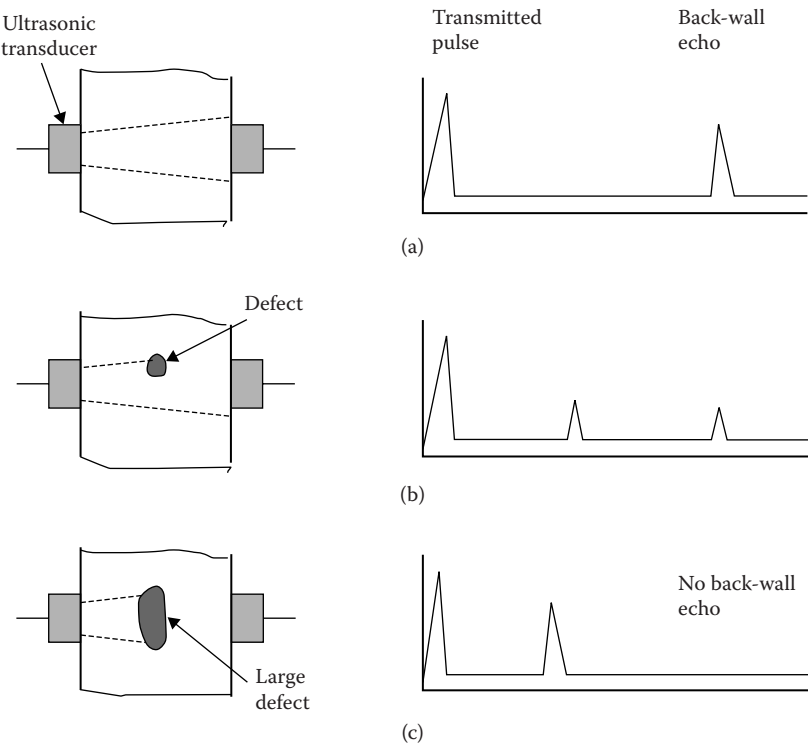 Ultrasonic
transducer
Transmitted
pulse
Back-wall
echo
(a)
Defect
(b)
No back-wall
echo
Large
defect
(c)